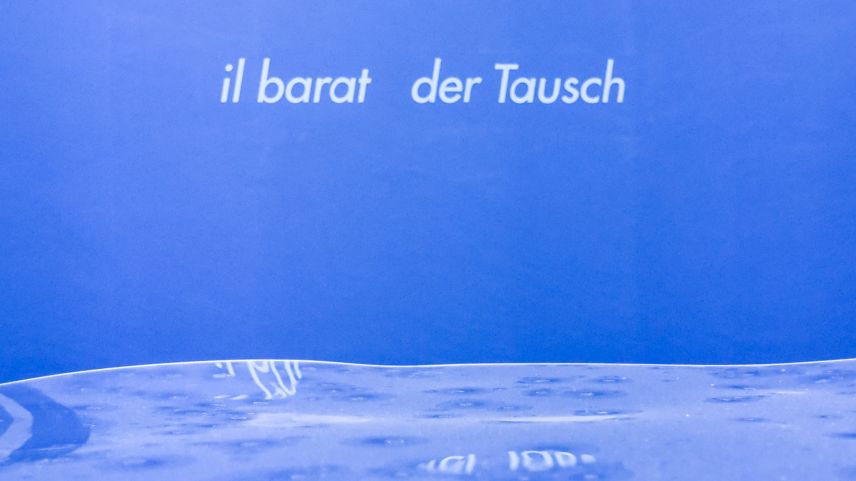 il barat der Tausch